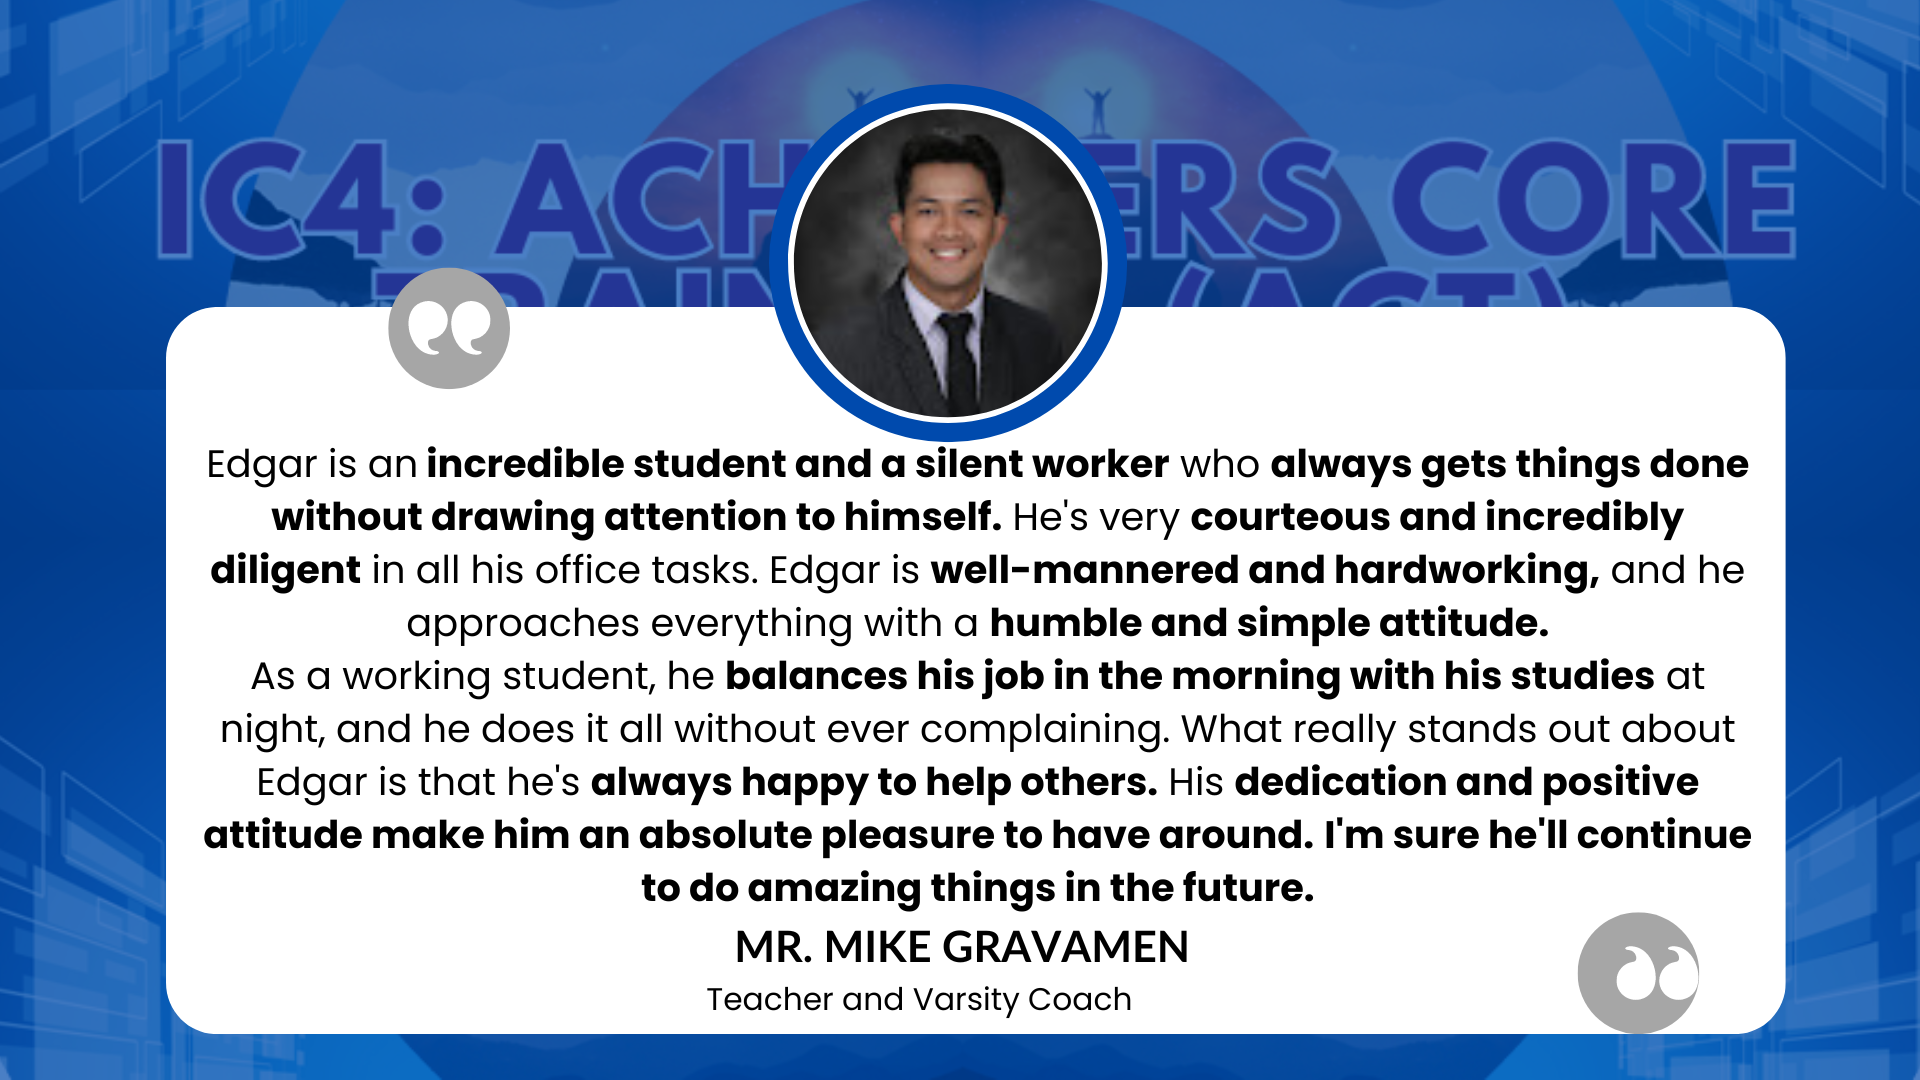 IC4: ACH ERS CORE
(ACT)
Edgar is an incredible student and a silent worker who always gets things done
without drawing attention to himself. He's very courteous and incredibly
diligent in all his office tasks. Edgar is well-mannered and hardworking, and he
approaches everything with a humble and simple attitude.
As a working student, he balances his job in the morning with his studies at
night, and he does it all without ever complaining. What really stands out about
Edgar is that he's always happy to help others. His dedication and positive
attitude make him an absolute pleasure to have around. I'm sure he'll continue
to do amazing things in the future.
MR. MIKE GRAVAMEN
Teacher and Varsity Coach